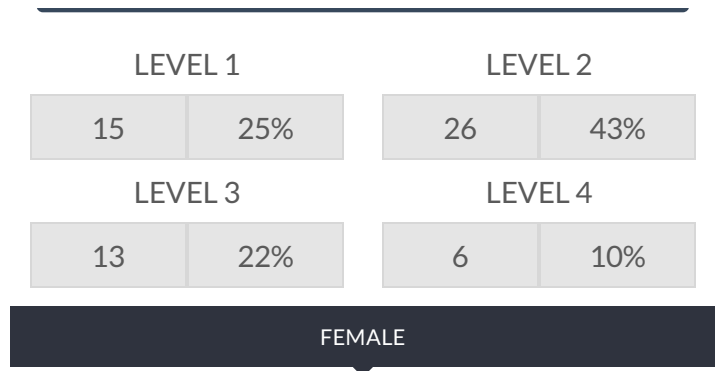 LEVEL 1 LEVEL 2
15 25% 26 43%
LEVEL 3 LEVEL 4
13 22% 6 10%
FEMALE